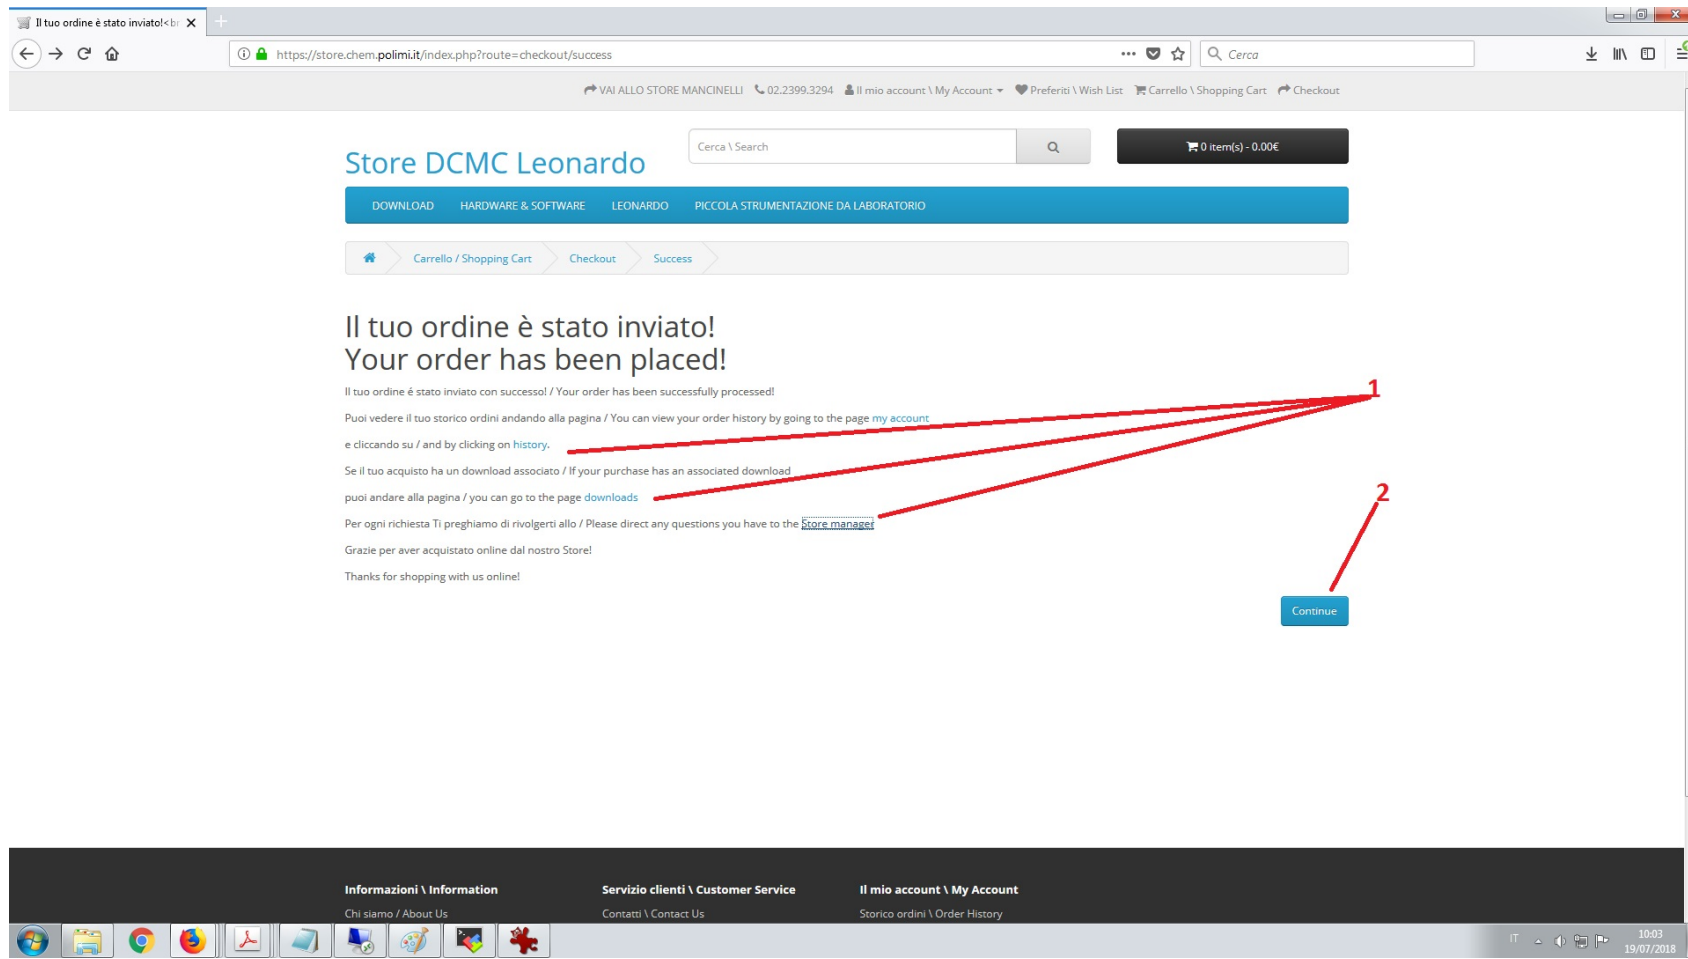 Il tuo ordine è stato inviato!<br
https://store.chem.polimi.it/index.php?route=checkout/success
Cerca
VAI ALLO STORE MANCINELLI 02.2399.3294 Il mio account \ My Account Preferiti \ Wish List Carrello \ Shopping Cart Checkout
Store DCMC Leonardo
Cerca \ Search
0 item(s) - 0.00€
DOWNLOAD HARDWARE & SOFTWARE LEONARDO PICCOLA STRUMENTAZIONE DA LABORATORIO
Carrello / Shopping Cart Checkout Success
Il tuo ordine è stato inviato!
Your order has been placed!
Il tuo ordine é stato inviato con successo! / Your order has been successfully processed!
1
Puoi vedere il tuo storico ordini andando alla pagina / You can view your order history by going to the page my account
e cliccando su / and by clicking on history.
Se il tuo acquisto ha un download associato / If your purchase has an associated download
puoi andare alla pagina / you can go to the page downloads
2
Per ogni richiesta Ti preghiamo di rivolgerti allo / Please direct any questions you have to the Store manager
Grazie per aver acquistato online dal nostro Store!
Thanks for shopping with us online!
Continue
Informazioni \ Information
Servizio clienti \ Customer Service
Il mio account \ My Account
Chi siamo / About Us
Contatti \ Contact Us
Storico ordini \ Order History
IT
10:03
19/07/2018